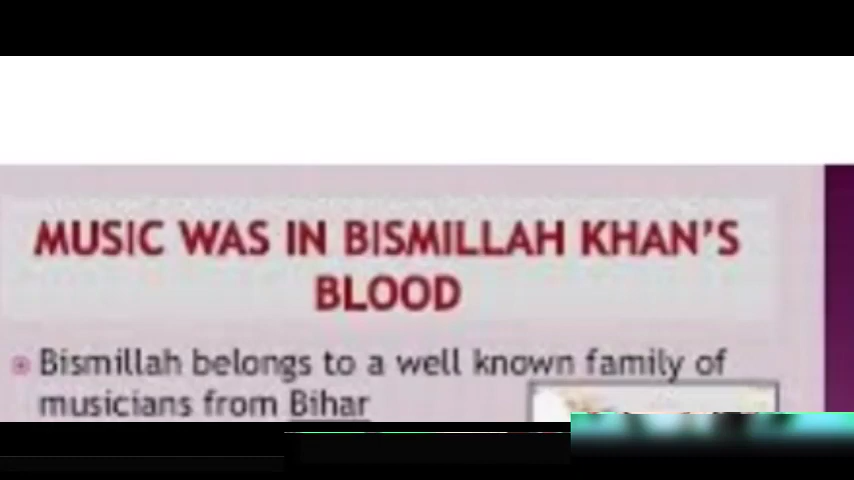 MUSIC WAS IN BISMILLAH KHAN'S
BLOOD
Bismillah belongs to a well known family of
musicians from Bihar